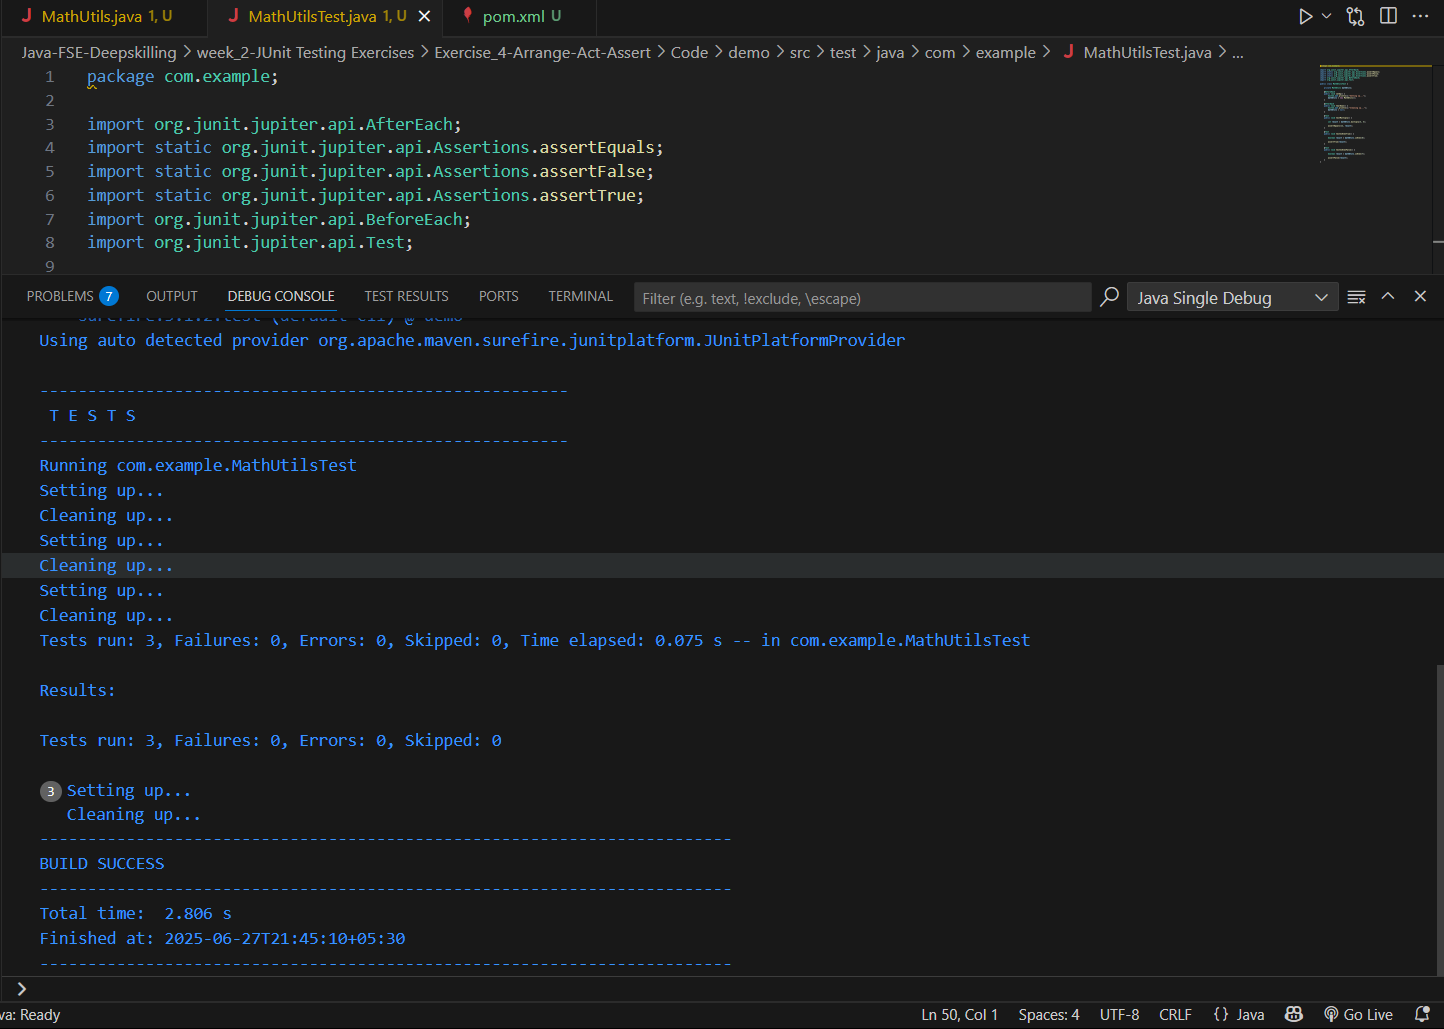 MathUtils.java 1, U
MathUtilsTest.java 1, U
pom.xml U
Java-FSE-Deepskilling > week_2-JUnit Testing Exercises > Exercise_4-Arrange-Act-Assert > Code > demo > src > test > java > com > example > MathUtilsTest.java > ...
1 package com.example;
2
3 import org.junit.jupiter.api.AfterEach;
4 import static org.junit.jupiter.api.Assertions.assertEquals;
5 import static org.junit.jupiter.api.Assertions.assertFalse;
6 import static org.junit.jupiter.api.Assertions.assertTrue;
7 import org.junit.jupiter.api.BeforeEach;
8 import org.junit.jupiter.api.Test;
9
PROBLEMS 7 OUTPUT DEBUG CONSOLE TEST RESULTS PORTS TERMINAL Filter (e.g. text, !exclude, \escape) Java Single Debug
Using auto detected provider org.apache.maven.surefire.junitplatform.JUnitPlatformProvider
-------------------------------------------------------
T E S T S
-------------------------------------------------------
Running com.example.MathUtilsTest
Setting up...
Cleaning up...
Setting up...
Cleaning up...
Setting up...
Cleaning up...
Tests run: 3, Failures: 0, Errors: 0, Skipped: 0, Time elapsed: 0.075 s -- in com.example.MathUtilsTest
Results:
Tests run: 3, Failures: 0, Errors: 0, Skipped: 0
3 Setting up...
Cleaning up...
------------------------------------------------------------------------
BUILD SUCCESS
------------------------------------------------------------------------
Total time:  2.806 s
Finished at: 2025-06-27T21:45:10+05:30
------------------------------------------------------------------------
va: Ready
Ln 50, Col 1 Spaces: 4 UTF-8 CRLF {} Java Go Live